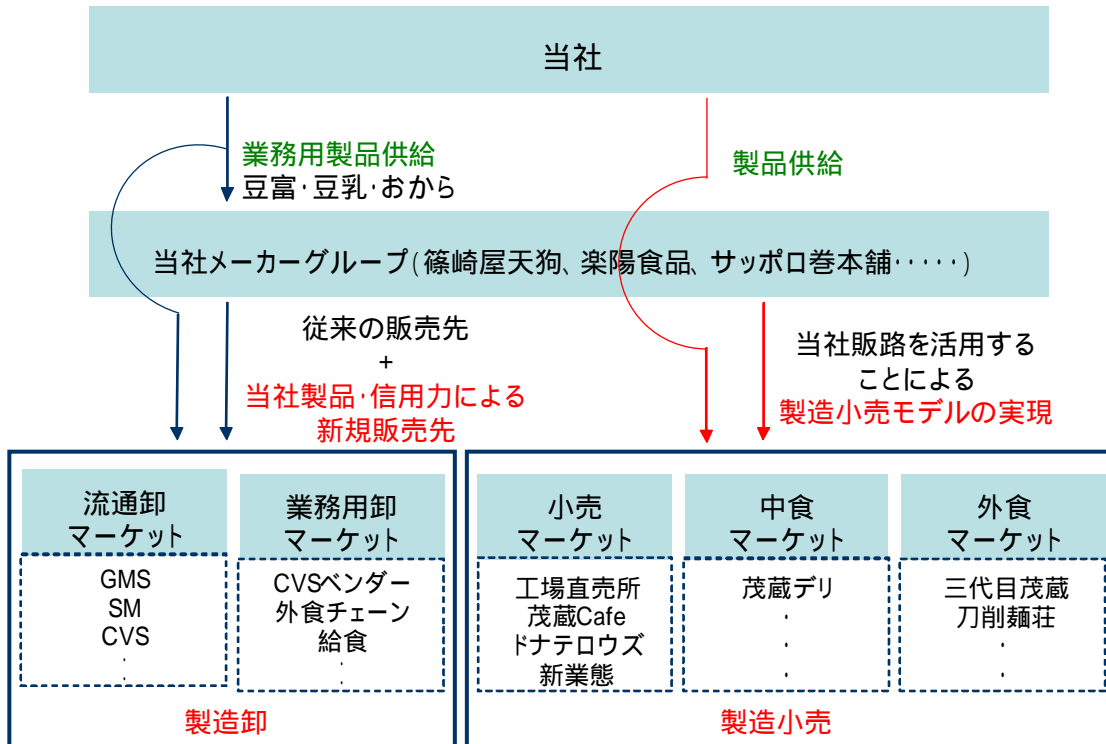 当社
業務用製品供給
豆富・豆乳・おから
製品供給
当社メーカーグループ(篠崎屋天狗、楽陽食品、サッポロ巻本舗・・・・・)
従来の販売先
+
当社製品・信用力による
新規販売先
当社販路を活用する
ことによる
製造小売モデルの実現
流通卸
マーケット
GMS
SM
CVS
・
業務用卸
マーケット
CVSベンダー
外食チェーン
給食
・
製造卸
小売
マーケット
工場直売所
茂蔵Cafe
ドナテロウズ
新業態
中食
マーケット
茂蔵デリ
・
・
・
外食
マーケット
三代目茂蔵
刀削麺荘
・
・
製造小売